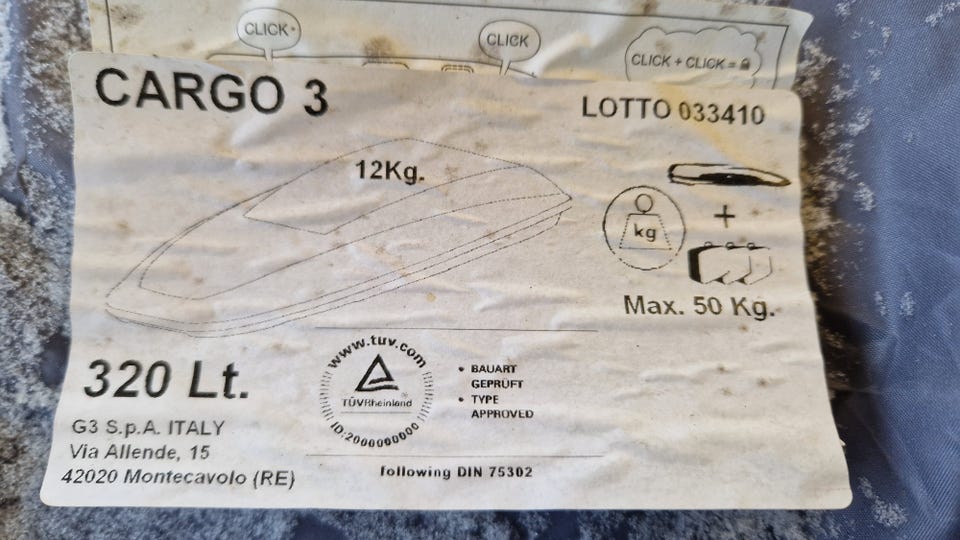 CLICK
CLICK
CLICK + CLICK =
CARGO 3
LOTTO 033410
12Kg.
kg
+
Max. 50 Kg.
320 Lt.
www.tuv.com
TÜVRheinland
ID:2000000000
• BAUART
GEPRÜFT
• TYPE
APPROVED
G3 S.p.A. ITALY
Via Allende, 15
42020 Montecavolo (RE)
following DIN 75302